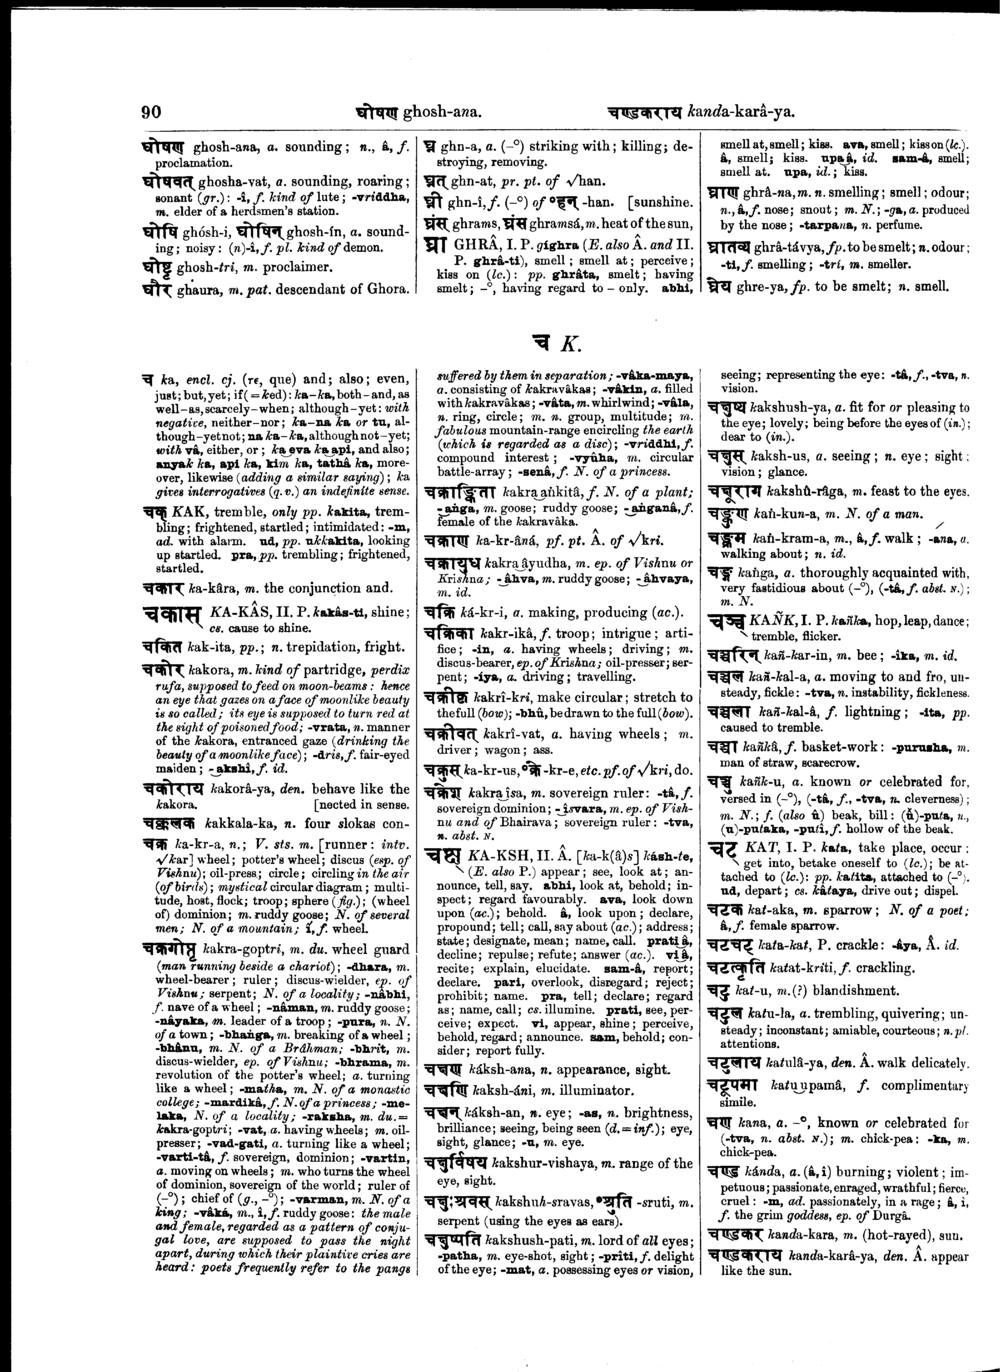 90
घोषण ghosh-ana.
चण्डकराय kanda-karâ-ya.
घोषण ghosh-ana, a. sounding; n., â, f.
proclamation.
घोषवत् ghosha-vat, a. sounding, roaring;
sonant (gr.): -î, f. kind of lute; -vriddha,
m. elder of a herdsmen's station.
घोषि ghósh-i, घोषिन् ghosh-ín, a. sound-
ing; noisy: (n)-î, f. pl. kind of demon.
घोष्टृ ghosh-tri, m. proclaimer.
घौर ghaura, m. pat. descendant of Ghora.
घ्न ghn-a, a. (-°) striking with; killing; de-
stroying, removing.
घ्नत् ghn-at, pr. pt. of √han.
घ्नी ghn-î, f. (-°) of °हन् -han. [sunshine.
घ्रंस् ghrams, घ्रंस ghramsá, m. heat of the sun,
घ्रा GHRÂ, I. P. gighra (E. also Â. and II.
P. ghrâ-ti), smell; smell at; perceive;
kiss on (lc.): pp. ghrâta, smelt; having
smelt; -°, having regard to – only. abhi,
smell at, smell; kiss. ava, smell; kiss on (lc.).
â, smell; kiss. upa‿â, id. sam-â, smell;
smell at. upa, id.; kiss.
घ्राण ghrâ-na, m. n. smelling; smell; odour;
n., â, f. nose; snout; m. N.; -ga, a. produced
by the nose; -tarpana, n. perfume.
घ्रातव्य ghrâ-távya, fp. to be smelt; n. odour;
-ti, f. smelling; -trí, m. smeller.
घ्रेय ghre-ya, fp. to be smelt; n. smell.
च K.
च ka, encl. cj. (τε, que) and; also; even,
just; but, yet; if (= ked): ka-ka, both – and, as
well – as, scarcely – when; although – yet: with
negatice, neither – nor; ka-na ka or tu, al-
though – yet not; na ka-ka, although not – yet;
with vâ, either, or; ka‿eva ka‿api, and also;
anyak ka, api ka, kim ka, tathâ ka, more-
over, likewise (adding a similar saying); ka
gives interrogatives (q. v.) an indefinite sense.
चक् KAK, tremble, only pp. kakita, trem-
bling; frightened, startled; intimidated: -m,
ad. with alarm. ud, pp. ukkakita, looking
up startled. pra, pp. trembling; frightened,
startled.
चकार ka-kâra, m. the conjunction and.
चकास् KA-KÂS, II. P. kakâs-ti, shine;
cs. cause to shine.
चकित kak-ita, pp.; n. trepidation, fright.
चकोर kakora, m. kind of partridge, perdix
rufa, supposed to feed on moon-beams: hence
an eye that gazes on a face of moonlike beauty
is so called; its eye is supposed to turn red at
the sight of poisoned food; -vrata, n. manner
of the kakora, entranced gaze (drinking the
beauty of a moonlike face); -dris, f. fair-eyed
maiden; -‿akshî, f. id.
चकोराय kakorâ-ya, den. behave like the
kakora. [nected in sense.
चक्कलक kakkala-ka, n. four slokas con-
चक्र ka-kr-a, n.; V. sts. m. [runner: intv.
√kar] wheel; potter's wheel; discus (esp. of
Vishnu); oil-press; circle; circling in the air
(of birds); mystical circular diagram; multi-
tude, host, flock; troop; sphere (fig.); (wheel
of) dominion; m. ruddy goose; N. of several
men; N. of a mountain; î, f. wheel.
चक्रगोप्तृ kakra-goptri, m. du. wheel guard
(man running beside a chariot); -dhara, m.
wheel-bearer; ruler; discus-wielder, ep. of
Vishnu; serpent; N. of a locality; -nâbhi,
f. nave of a wheel; -nâman, m. ruddy goose;
-nâyaka, m. leader of a troop; -pura, n. N.
of a town; -bhaṅga, m. breaking of a wheel;
-bhânu, m. N. of a Brâhman; -bhrit, m.
discus-wielder, ep. of Vishnu; -bhrama, m.
revolution of the potter's wheel; a. turning
like a wheel; -matha, m. N. of a monastic
college; -mardikâ, f. N. of a princess; -me-
laka, N. of a locality; -raksha, m. du. =
kakra-goptri; -vat, a. having wheels; m. oil-
presser; -vad-gati, a. turning like a wheel;
-varti-tâ, f. sovereign, dominion; -vartin,
a. moving on wheels; m. who turns the wheel
of dominion, sovereign of the world; ruler of
(-°); chief of (g., -°); -varman, m. N. of a
king; -vâká, m., î, f. ruddy goose: the male
and female, regarded as a pattern of conju-
gal love, are supposed to pass the night
apart, during which their plaintive cries are
heard: poets frequently refer to the pangs
suffered by them in separation; -vâka-maya,
a. consisting of kakravâkas; -vâkin, a. filled
with kakravâkas; -vâta, m. whirlwind; -vâla,
n. ring, circle; m. n. group, multitude; m.
fabulous mountain-range encircling the earth
(which is regarded as a disc); -vriddhi, f.
compound interest; -vyûha, m. circular
battle-array; -senâ, f. N. of a princess.
चक्राङ्किता kakra‿aṅkitâ, f. N. of a plant;
-‿aṅga, m. goose; ruddy goose; -‿aṅganâ, f.
female of the kakravâka.
चक्राण ka-kr-âná, pf. pt. Â. of √kri.
चक्रायुध kakra‿âyudha, m. ep. of Vishnu or
Krishna; -‿âhva, m. ruddy goose; -‿âhvaya,
m. id.
चक्रि ká-kr-i, a. making, producing (ac.).
चक्रिका kakr-ikâ, f. troop; intrigue; arti-
fice; -in, a. having wheels; driving; m.
discus-bearer, ep. of Krishna; oil-presser; ser-
pent; -iya, a. driving; travelling.
चक्रीकृ kakrî-kri, make circular; stretch to
the full (bow); -bhû, be drawn to the full (bow).
चक्रीवत् kakrî-vat, a. having wheels; m.
driver; wagon; ass.
चक्रुस् ka-kr-us, °क्रे -kr-e, etc. pf. of √kri, do.
चक्रेश kakra‿îsa, m. sovereign ruler: -tâ, f.
sovereign dominion; -‿îsvara, m. ep. of Vish-
nu and of Bhairava; sovereign ruler: -tva,
n. abst. N.
चक्ष् KA-KSH, II. Â. [ka-k(â)s] kásh-te,
(E. also P.) appear; see, look at; an-
nounce, tell, say. abhi, look at, behold; in-
spect; regard favourably. ava, look down
upon (ac.); behold. â, look upon; declare,
propound; tell; call, say about (ac.); address;
state; designate, mean; name, call. prati‿â,
decline; repulse; refute; answer (ac.). vi‿â,
recite; explain, elucidate. sam-â, report;
declare. pari, overlook, disregard; reject;
prohibit; name. pra, tell; declare; regard
as; name, call; cs. illumine. prati, see, per-
ceive; expect. vi, appear, shine; perceive,
behold, regard; announce. sam, behold; con-
sider; report fully.
चक्षण káksh-ana, n. appearance, sight.
चक्षणि kaksh-áni, m. illuminator.
चक्षन् káksh-an, n. eye; -as, n. brightness,
brilliance; seeing, being seen (d. = inf.); eye,
sight, glance; -u, m. eye.
चक्षुर्विषय kakshur-vishaya, m. range of the
eye, sight.
चक्षुःश्रवस् kakshuh-sravas, °श्रुति -sruti, m.
serpent (using the eyes as ears).
चक्षुष्पति kakshush-pati, m. lord of all eyes;
-patha, m. eye-shot, sight; -priti, f. delight
of the eye; -mat, a. possessing eyes or vision,
seeing; representing the eye: -tâ, f., -tva, n.
vision.
चक्षुष्य kakshush-ya, a. fit for or pleasing to
the eye; lovely; being before the eyes of (in.);
dear to (in.).
चक्षुस् kaksh-us, a. seeing; n. eye; sight;
vision; glance.
चक्षूराग kakshû-râga, m. feast to the eyes.
चङ्कुण kaṅ-kun-a, m. N. of a man.
चङ्क्रम kaṅ-kram-a, m., â, f. walk; -ana, a.
walking about; n. id.
चङ्ग kaṅga, a. thoroughly acquainted with,
very fastidious about (-°), (-tâ, f. abst. N.);
m. N.
चञ्च् KAÑK, I. P. kañka, hop, leap, dance;
tremble, flicker.
चञ्चरिन् kañ-kar-in, m. bee; -ika, m. id.
चञ्चल kañ-kal-a, a. moving to and fro, un-
steady, fickle: -tva, n. instability, fickleness.
चञ्चला kañ-kal-â, f. lightning; -ita, pp.
caused to tremble.
चञ्चा kañkâ, f. basket-work: -purusha, m.
man of straw, scarecrow.
चञ्चु kañk-u, a. known or celebrated for,
versed in (-°), (-tâ, f., -tva, n. cleverness);
m. N.; f. (also û) beak, bill: (û)-puta, n.,
(u)-putaka, -putî, f. hollow of the beak.
चट् KAT, I. P. kata, take place, occur;
get into, betake oneself to (lc.); be at-
tached to (lc.): pp. katita, attached to (-°).
ud, depart; cs. kâtaya, drive out; dispel.
चटक kat-aka, m. sparrow; N. of a poet;
â, f. female sparrow.
चटचट् kata-kat, P. crackle: -âya, Â. id.
चटत्कृति katat-kriti, f. crackling.
चटु kat-u, m. (?) blandishment.
चटुल katu-la, a. trembling, quivering; un-
steady; inconstant; amiable, courteous; n. pl.
attentions.
चटुलाय katulâ-ya, den. Â. walk delicately.
चटूपमा katu‿upamâ, f. complimentary
simile.
चण kana, a. -°, known or celebrated for
(-tva, n. abst. N.); m. chick-pea: -ka, m.
chick-pea.
चण्ड kánda, a. (â, î) burning; violent; im-
petuous; passionate, enraged, wrathful; fierce,
cruel: -m, ad. passionately, in a rage; â, î,
f. the grim goddess, ep. of Durgâ.
चण्डकर kanda-kara, m. (hot-rayed), sun.
चण्डकराय kanda-karâ-ya, den. Â. appear
like the sun.